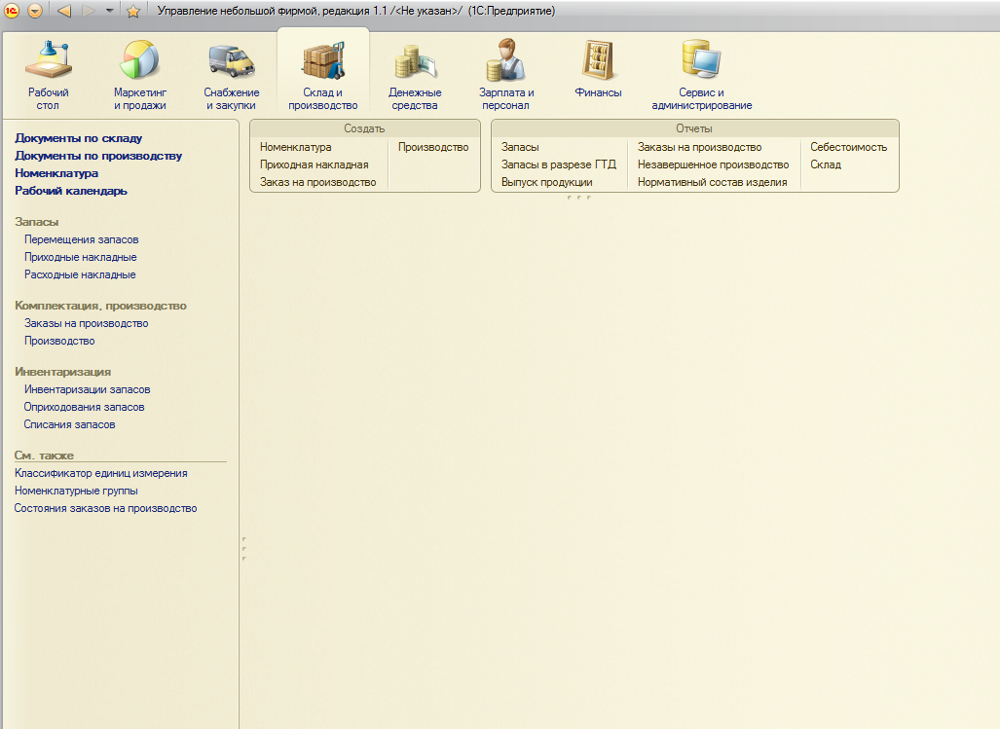 1С Управление небольшой фирмой, редакция 1.1 /<Не указан>/ (1С:Предприятие)
Рабочий
стол
Маркетинг
и продажи
Снабжение
и закупки
Склад и
производство
Денежные
средства
Зарплата и
персонал
Финансы
Сервис и
администрирование
Документы по складу
Документы по производству
Номенклатура
Рабочий календарь
Запасы
Перемещения запасов
Приходные накладные
Расходные накладные
Комплектация, производство
Заказы на производство
Производство
Инвентаризация
Инвентаризации запасов
Оприходования запасов
Списания запасов
См. также
Классификатор единиц измерения
Номенклатурные группы
Состояния заказов на производство
Создать
Номенклатура
Приходная накладная
Заказ на производство
Производство
Отчеты
Запасы
Запасы в разрезе ГТД
Выпуск продукции
Заказы на производство
Незавершенное производство
Нормативный состав изделия
Себестоимость
Склад